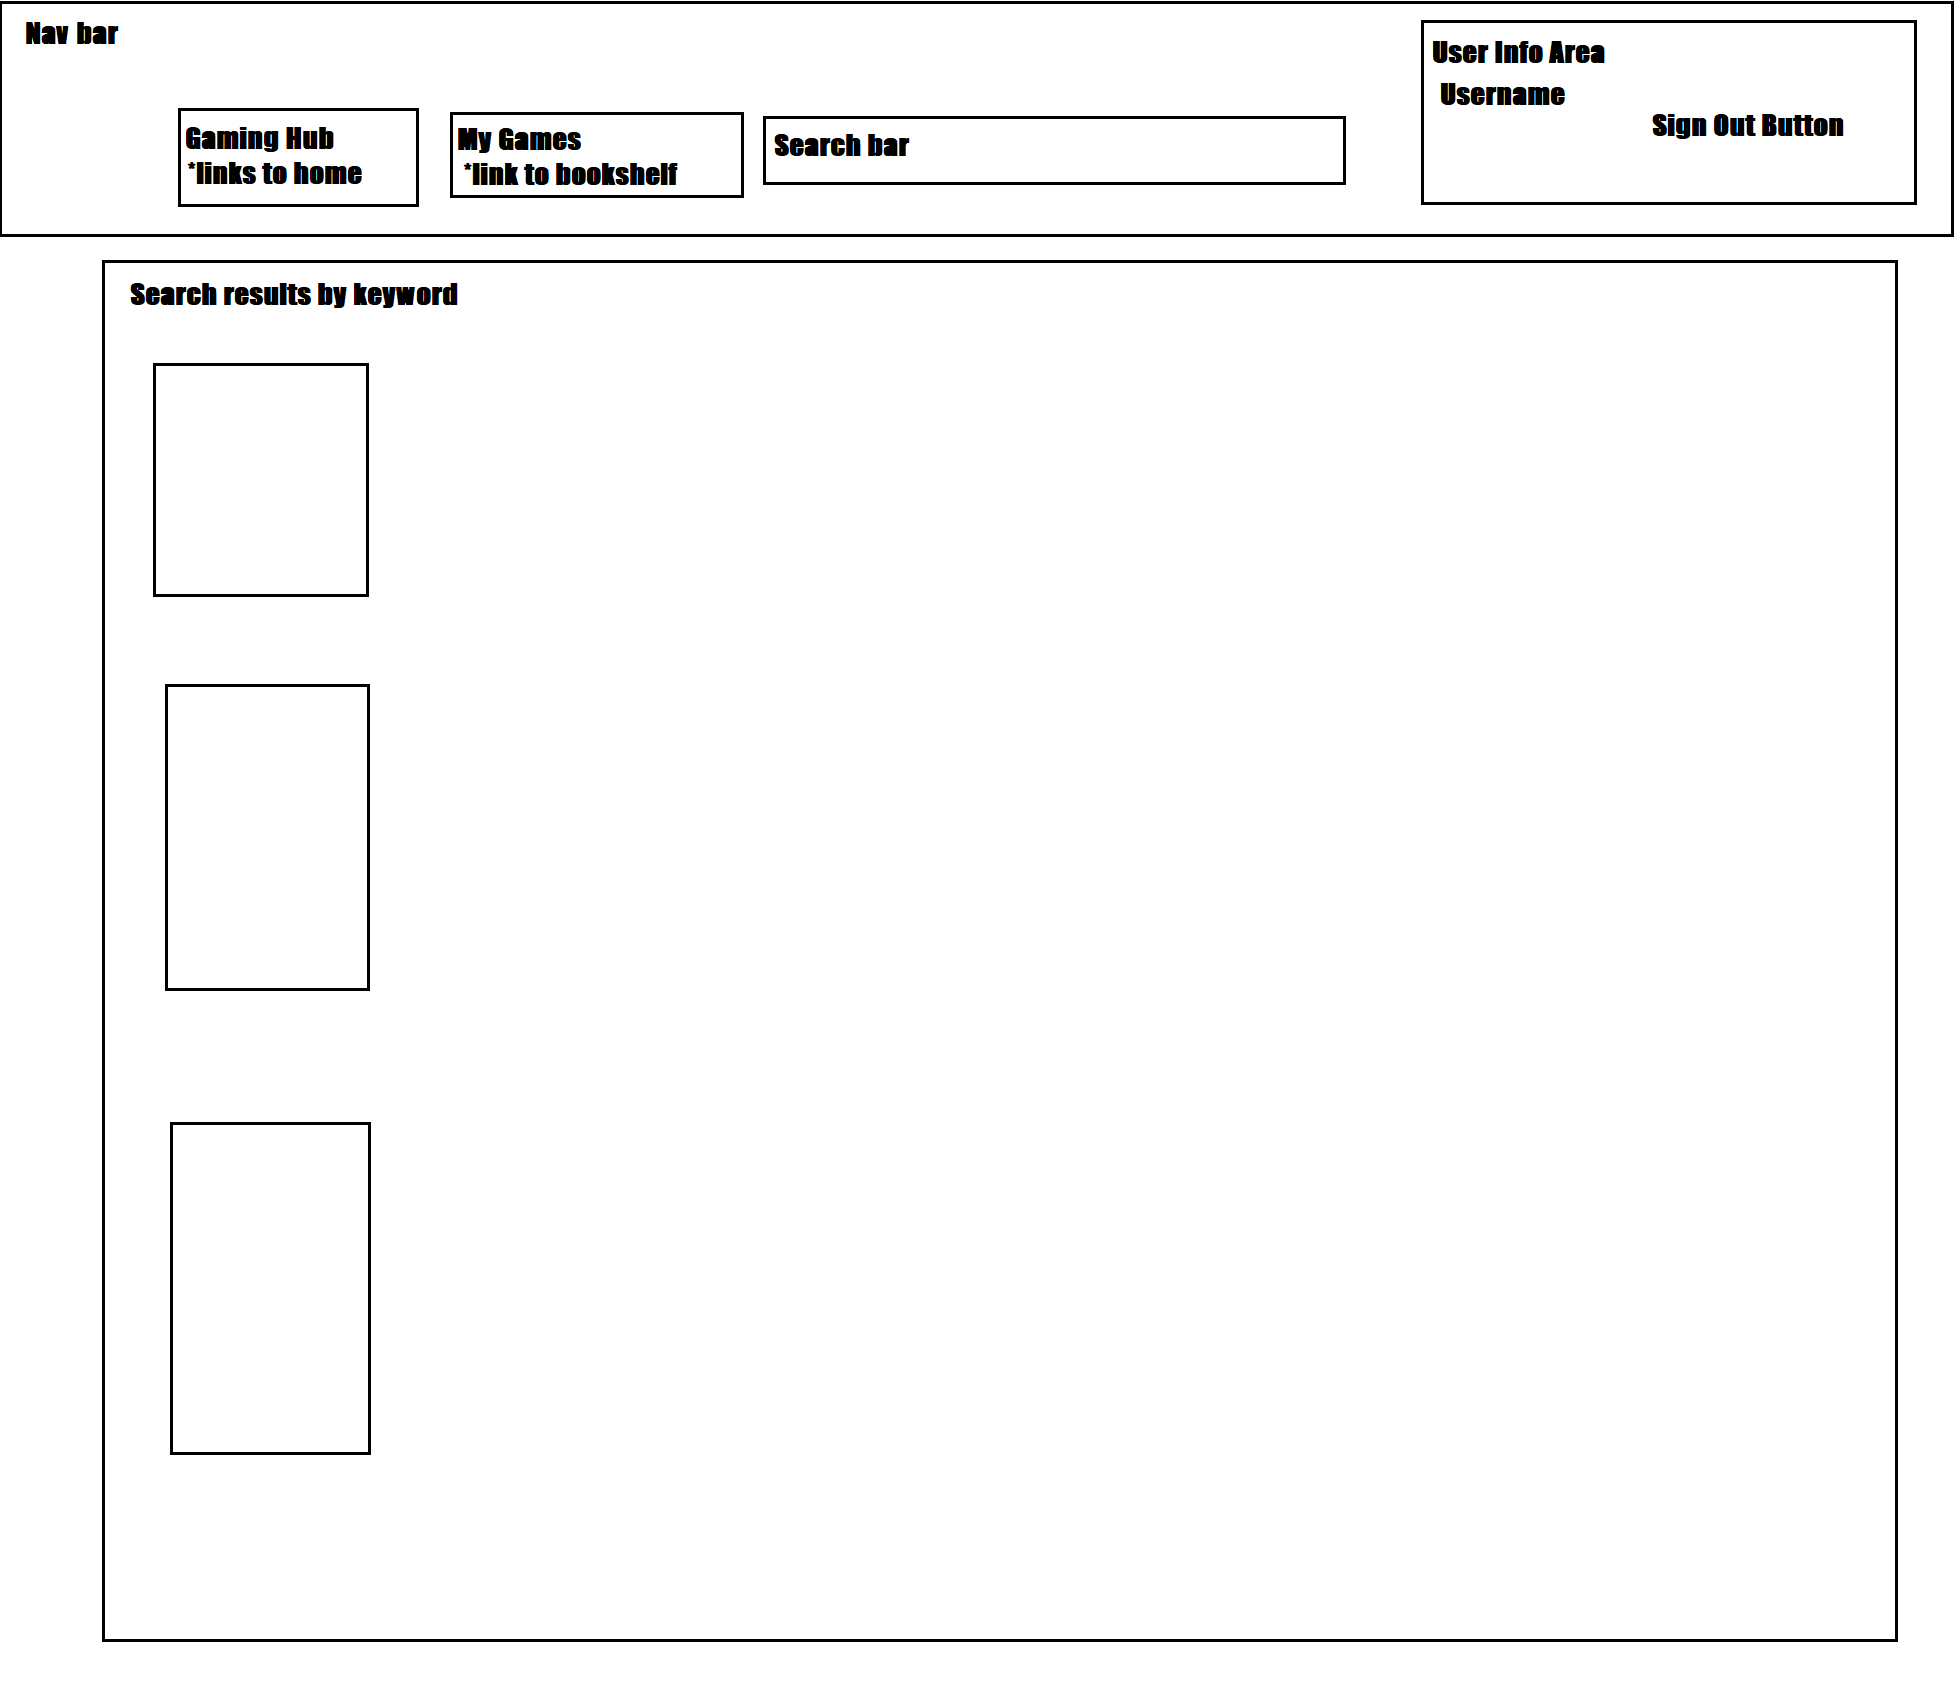 Nav bar
User Info Area
Username
Sign Out Button
Gaming Hub
*links to home
My Games
*link to bookshelf
Search bar
Search results by keyword